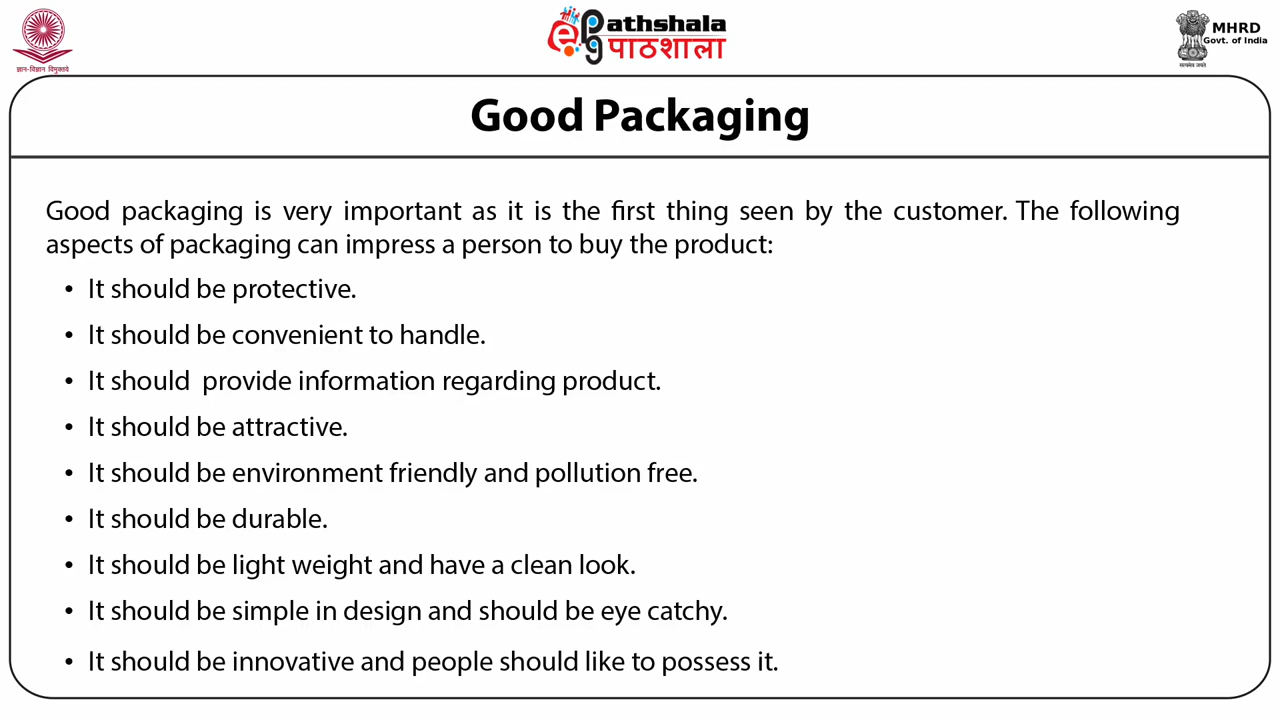 ज्ञान-विज्ञान विमुक्तये
e Pathshala
पाठशाला
MHRD
Govt. of India
सत्यमेव जयते
Good Packaging
Good packaging is very important as it is the first thing seen by the customer. The following
aspects of packaging can impress a person to buy the product:
• It should be protective.
• It should be convenient to handle.
• It should  provide information regarding product.
• It should be attractive.
• It should be environment friendly and pollution free.
• It should be durable.
• It should be light weight and have a clean look.
• It should be simple in design and should be eye catchy.
• It should be innovative and people should like to possess it.